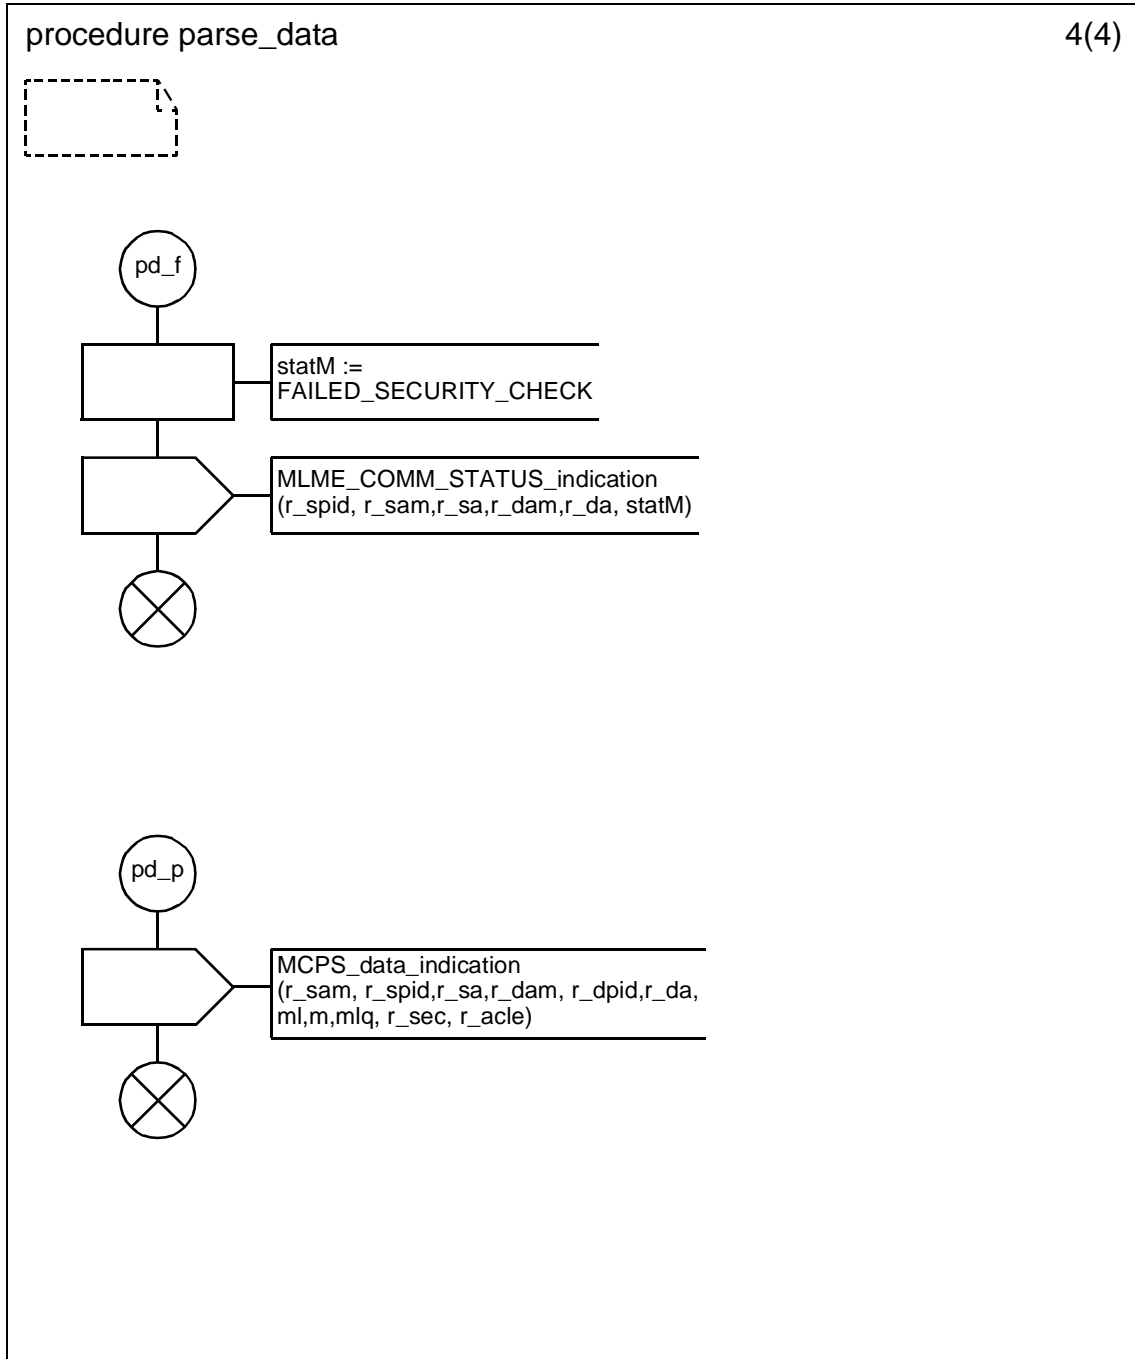 procedure parse_data
4(4)
pd_f
statM :=
FAILED_SECURITY_CHECK
MLME_COMM_STATUS_indication
(r_spid, r_sam,r_sa,r_dam,r_da, statM)
pd_p
MCPS_data_indication
(r_sam, r_spid,r_sa,r_dam, r_dpid,r_da,
ml,m,mlq, r_sec, r_acle)